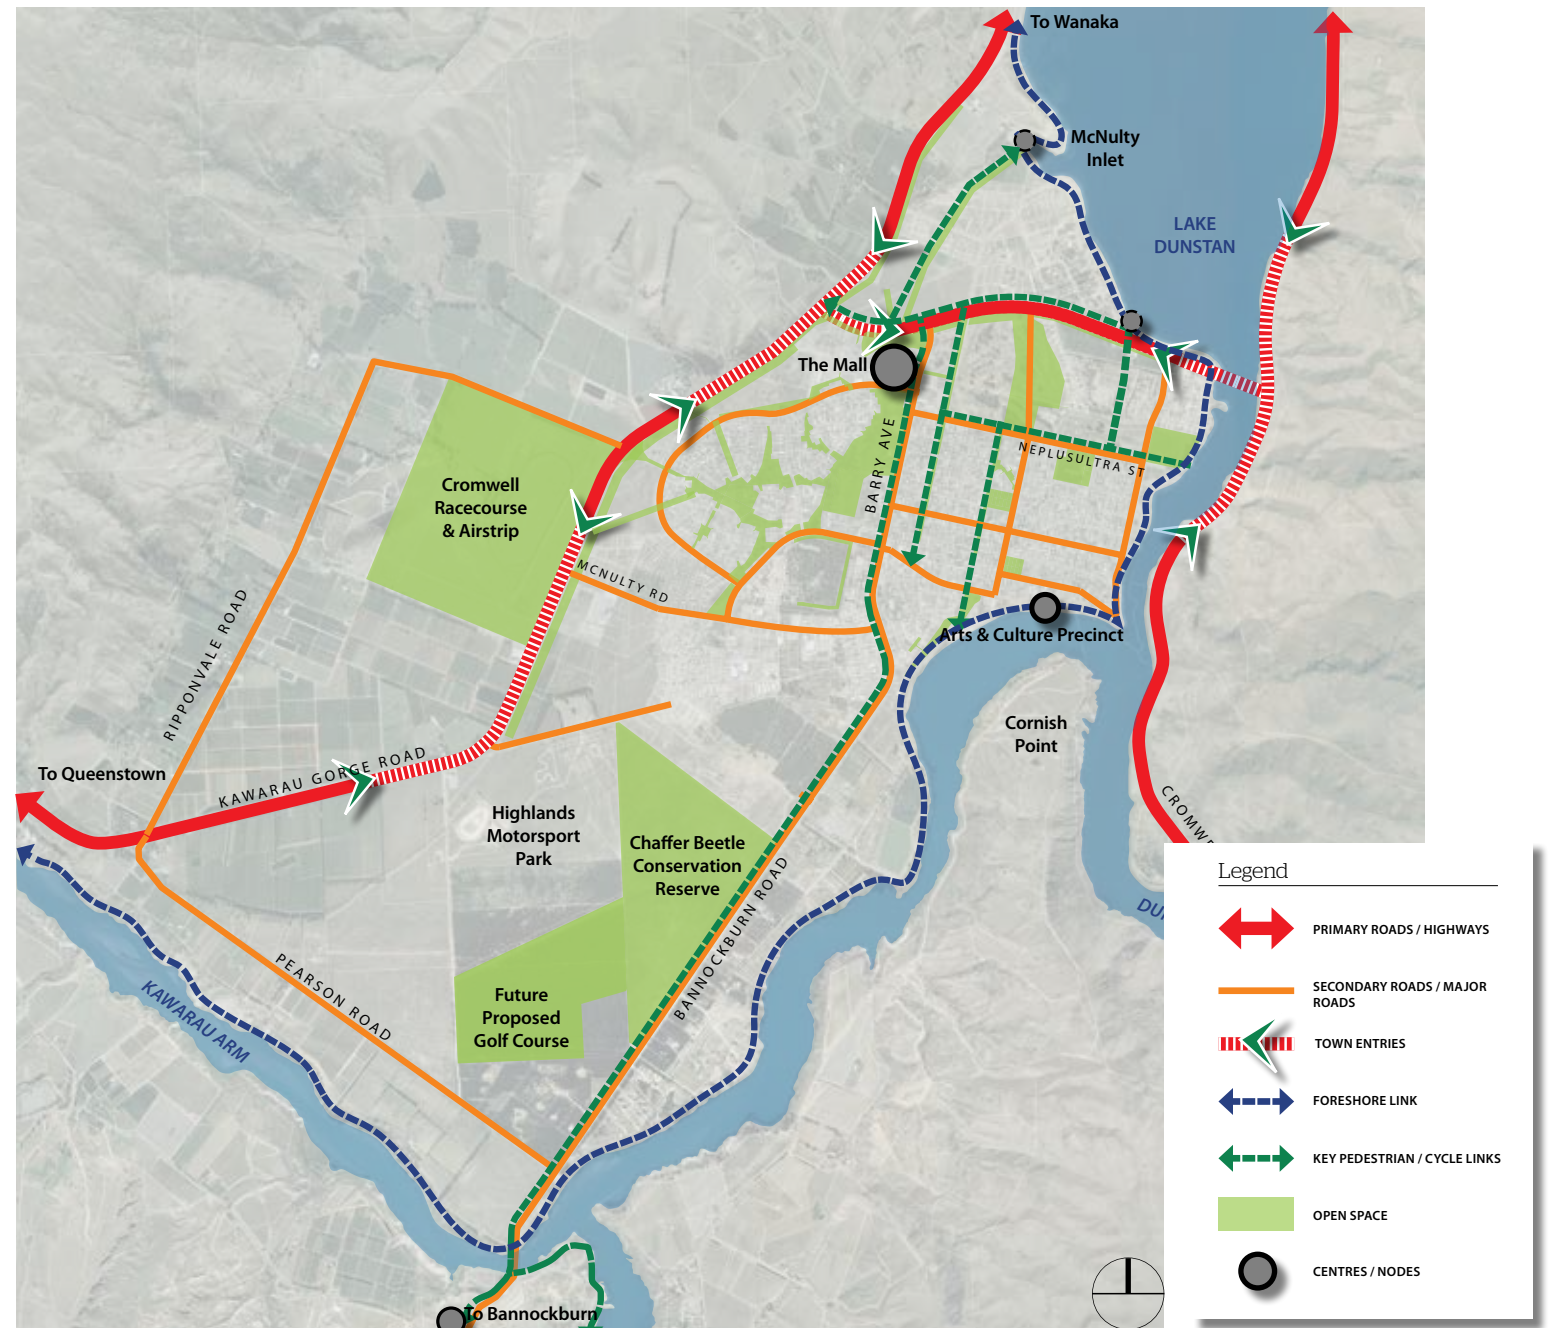 To Wanaka
McNulty
Inlet
LAKE
DUNSTAN
The Mall
BARRY AVE
NEPLUSULTRA ST
Cromwell
Racecourse
& Airstrip
MCNULTY RD
RIPPONVALE ROAD
Arts & Culture Precinct
Cornish
Point
To Queenstown
KAWARAU GORGE ROAD
Highlands
Motorsport
Park
Chaffer Beetle
Conservation
Reserve
BANNOCKBURN ROAD
PEARSON ROAD
KAWARAU ARM
Future
Proposed
Golf Course
To Bannockburn
Legend
PRIMARY ROADS / HIGHWAYS
SECONDARY ROADS / MAJOR
ROADS
TOWN ENTRIES
FORESHORE LINK
KEY PEDESTRIAN / CYCLE LINKS
OPEN SPACE
CENTRES / NODES